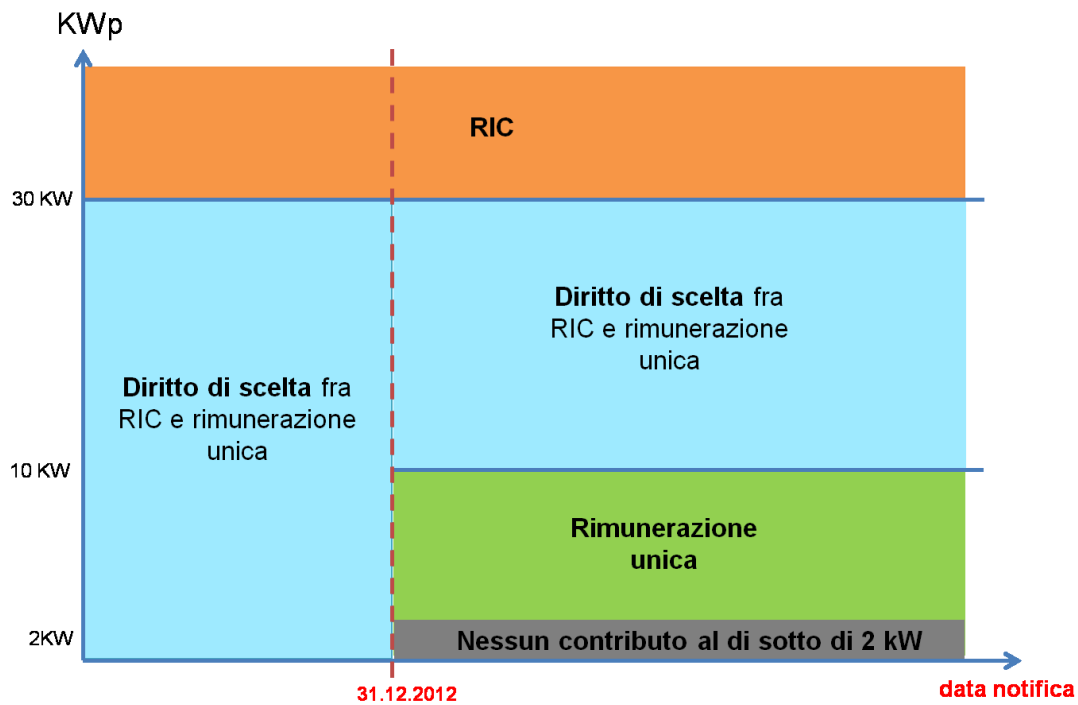 KWp
RIC
30 KW
Diritto di scelta fra
RIC e rimunerazione
unica
Diritto di scelta fra
RIC e rimunerazione
unica
10 KW
Rimunerazione
unica
2KW
Nessun contributo al di sotto di 2 kW
31.12.2012
data notifica